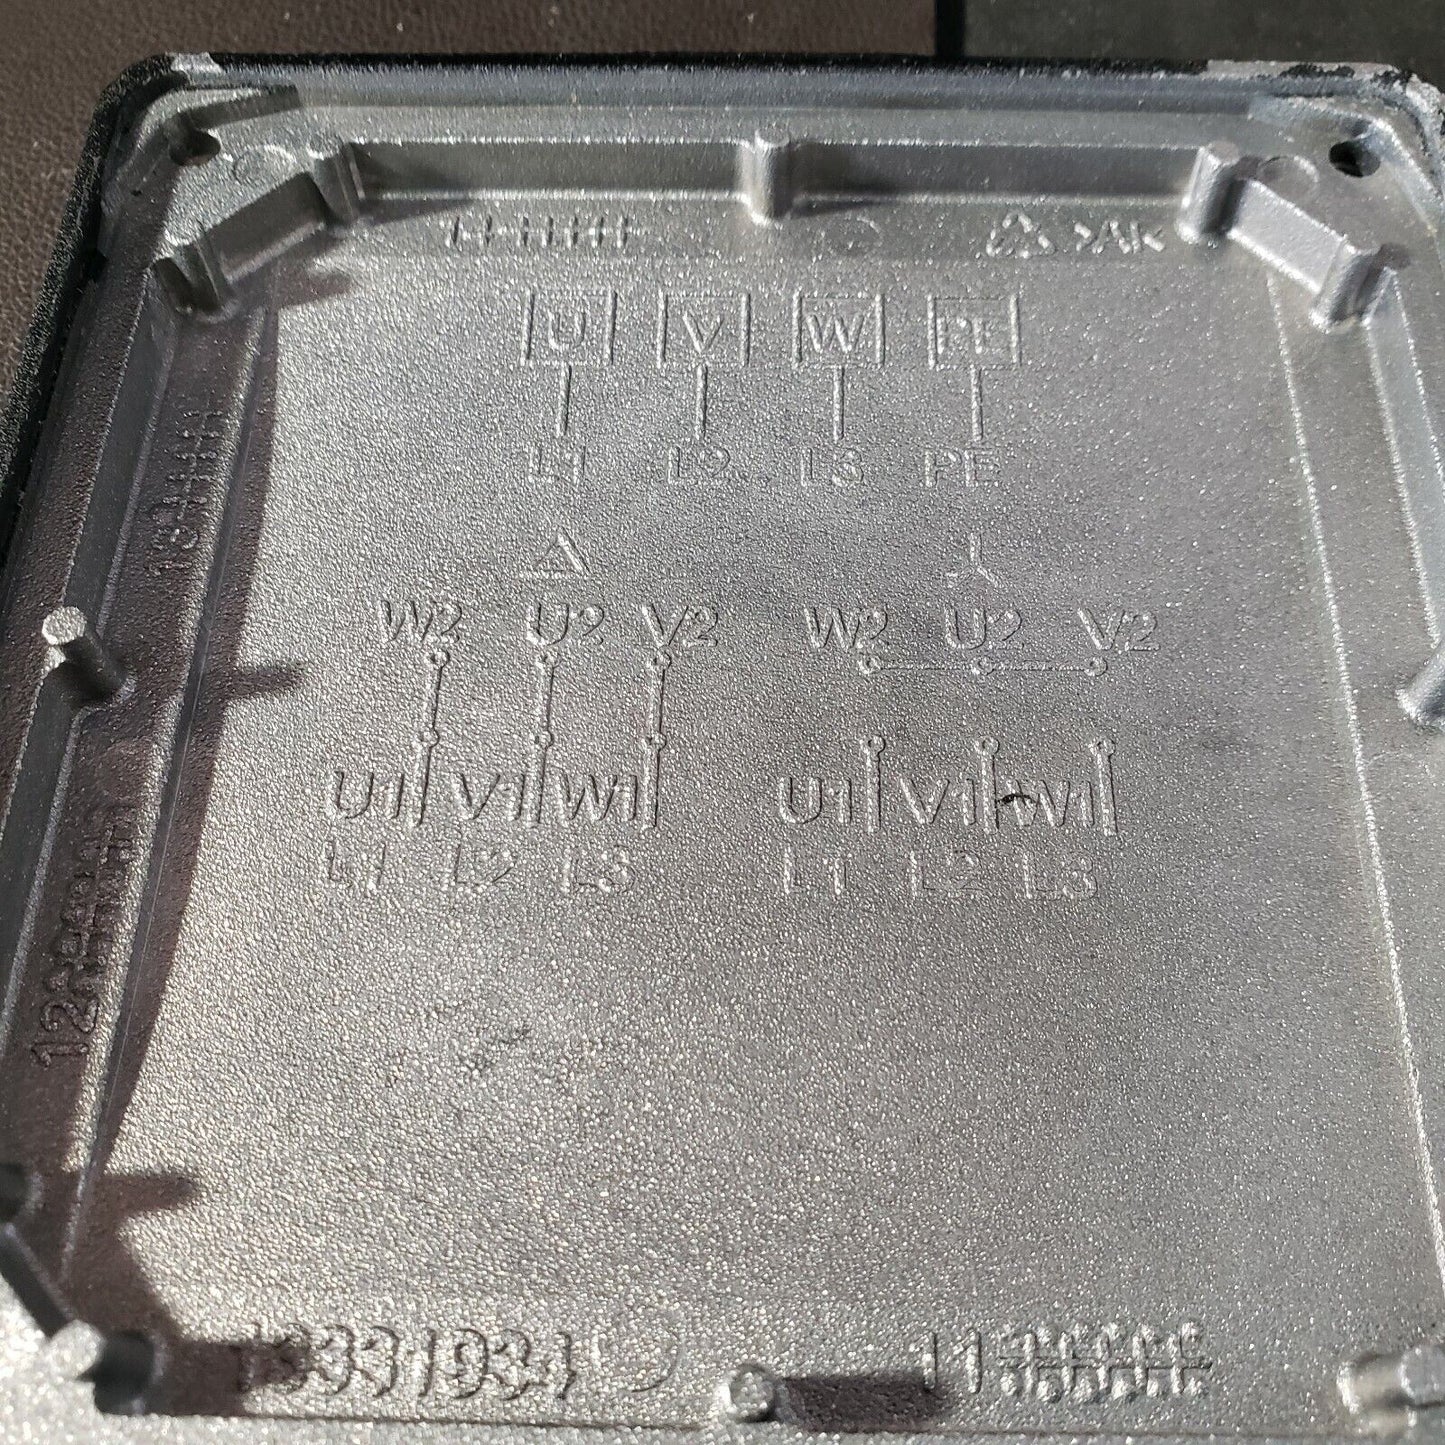 U V W PE
L1 L2 L3 PE
W2 U2 V2 W2 U2 V2
U1 V1 W1 U1 V1 W1
L1 L2 L3 L1 L2 L3
11